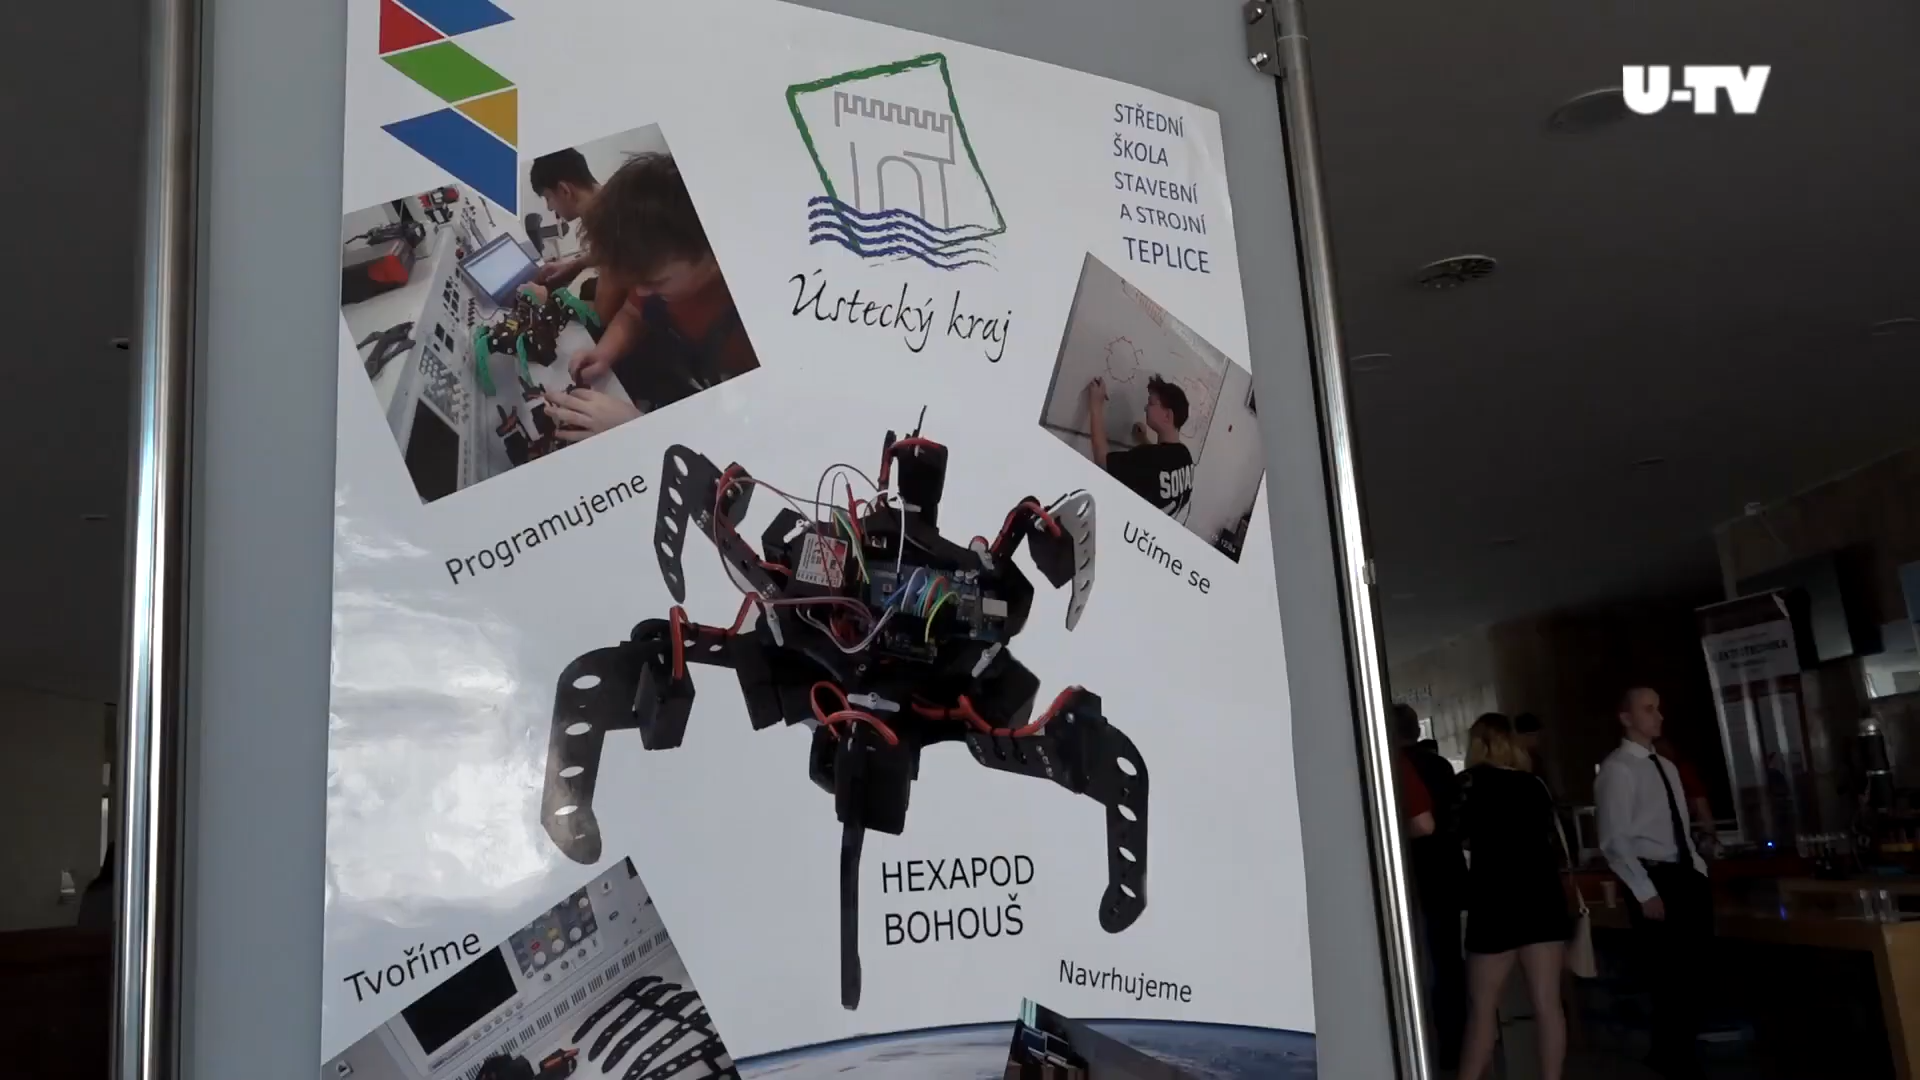 U-TV
STŘEDNÍ
ŠKOLA
STAVEBNÍ
A STROJNÍ
TEPLICE
Ústecký kraj
Programujeme
Učíme se
HEXAPOD
BOHOUŠ
Tvoříme
Navrhujeme